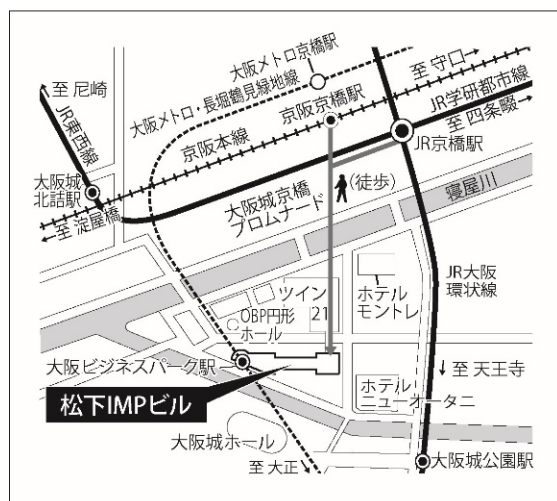 大阪メトロ京橋駅
至 守口
至 尼崎
大阪メトロ・長堀鶴見緑地線
京阪京橋駅
JR学研都市線
至 四条畷
JR東西線
京阪本線
JR京橋駅
大阪城
北詰駅
大阪城京橋
プロムナード
(徒歩)
寝屋川
至 淀屋橋
ツイン
21
ホテル
モントレ
JR大阪
環状線
OBP円形
ホール
大阪ビジネスパーク駅
至 天王寺
松下IMPビル
ホテル
ニューオータニ
大阪城ホール
至 大正
大阪城公園駅